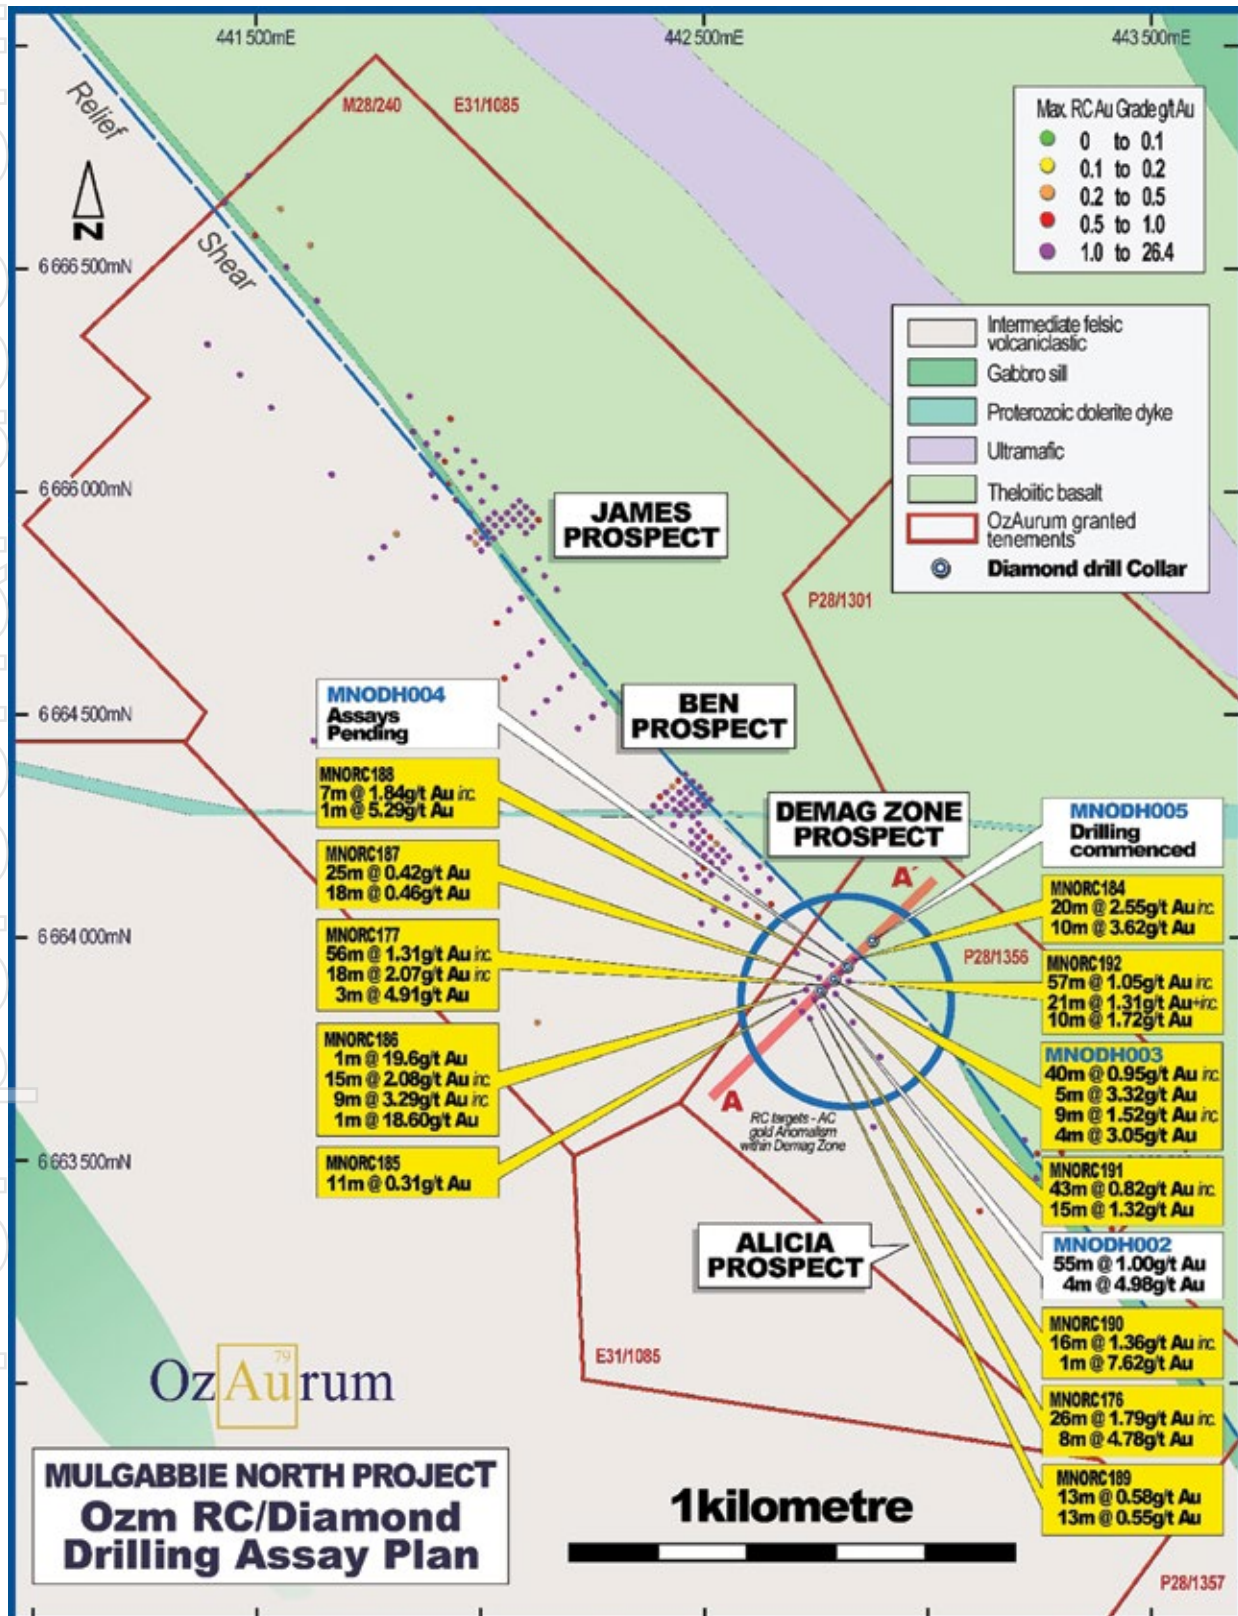 441 500mE
442 500mE
443 500mE
Relief
Shear
M28/240
E31/1085
N
6 666 500mN
6 666 000mN
6 664 500mN
6 664 000mN
6 663 500mN
Max. RC Au Grade g/t Au
0 to 0.1
0.1 to 0.2
0.2 to 0.5
0.5 to 1.0
1.0 to 26.4
Intermediate felsic
volcaniclastic
Gabbro sill
Proterozoic dolerite dyke
Ultramafic
Theloiitic basalt
OzAurum granted
tenements
Diamond drill Collar
JAMES
PROSPECT
P28/1301
BEN
PROSPECT
DEMAG ZONE
PROSPECT
MNODH004
Assays
Pending
MNORC188
7m @ 1.84g/t Au inc.
1m @ 5.29g/t Au
MNORC187
25m @ 0.42g/t Au
18m @ 0.46g/t Au
MNORC177
56m @ 1.31g/t Au inc.
18m @ 2.07g/t Au inc
3m @ 4.91g/t Au
MNORC186
1m @ 19.6g/t Au
15m @ 2.08g/t Au inc.
9m @ 3.29g/t Au inc
1m @ 18.60g/t Au
MNORC185
11m @ 0.31g/t Au
MNODH005
Drilling
commenced
MNORC184
20m @ 2.55g/t Au inc.
10m @ 3.62g/t Au
P28/1356
MNORC192
57m @ 1.05g/t Au inc.
21m @ 1.31g/t Au+inc.
10m @ 1.72g/t Au
MNODH003
40m @ 0.95g/t Au inc.
5m @ 3.32g/t Au
9m @ 1.52g/t Au inc
4m @ 3.05g/t Au
MNORC191
43m @ 0.82g/t Au inc.
15m @ 1.32g/t Au
MNODH002
55m @ 1.00g/t Au
4m @ 4.98g/t Au
MNORC190
16m @ 1.36g/t Au inc.
1m @ 7.62g/t Au
MNORC176
26m @ 1.79g/t Au inc.
8m @ 4.78g/t Au
MNORC189
13m @ 0.58g/t Au
13m @ 0.55g/t Au
A´
A
RC targets - AC
gold Anomalism
within Demag Zone
ALICIA
PROSPECT
E31/1085
79
OzAurum
MULGABBIE NORTH PROJECT
Ozm RC/Diamond
Drilling Assay Plan
1kilometre
P28/1357